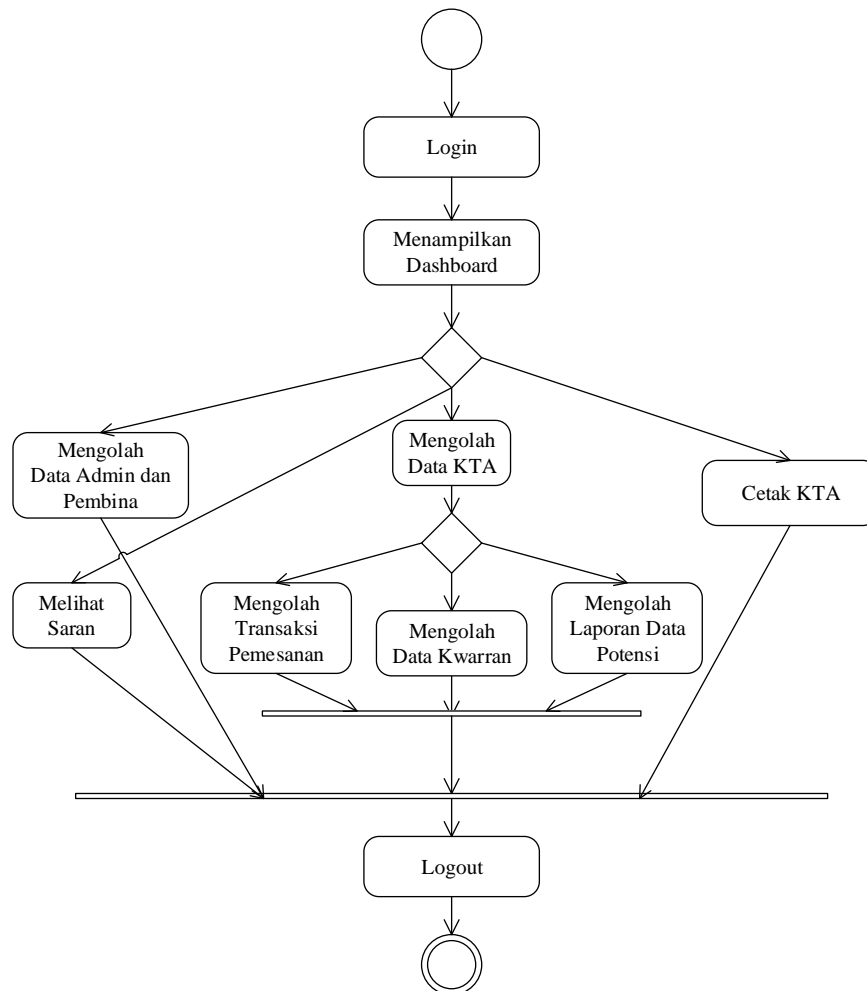 Login
Menampilkan
Dashboard
Mengolah
Data Admin dan
Pembina
Mengolah
Data KTA
Cetak KTA
Melihat
Saran
Mengolah
Transaksi
Pemesanan
Mengolah
Data Kwarran
Mengolah
Laporan Data
Potensi
Logout